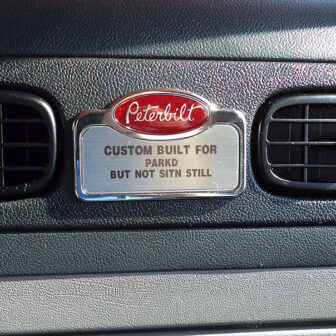 Peterbilt
CUSTOM BUILT FOR
PARKD
BUT NOT SITN STILL